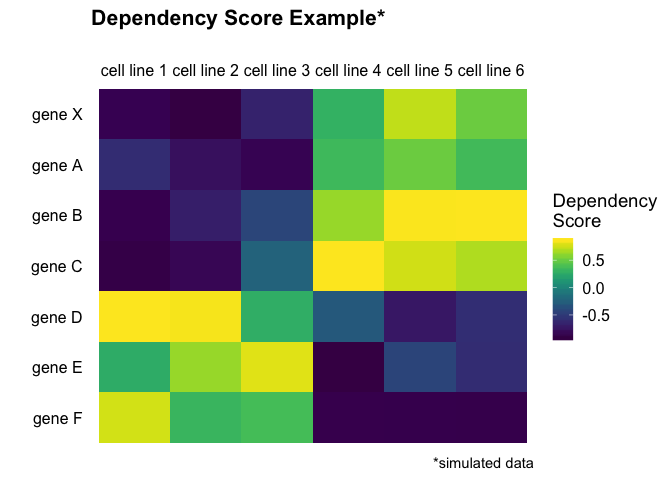 Dependency Score Example*
cell line 1 cell line 2 cell line 3 cell line 4 cell line 5 cell line 6
gene X
gene A
gene B
gene C
gene D
gene E
gene F
Dependency
Score
0.5
0.0
-0.5
*simulated data